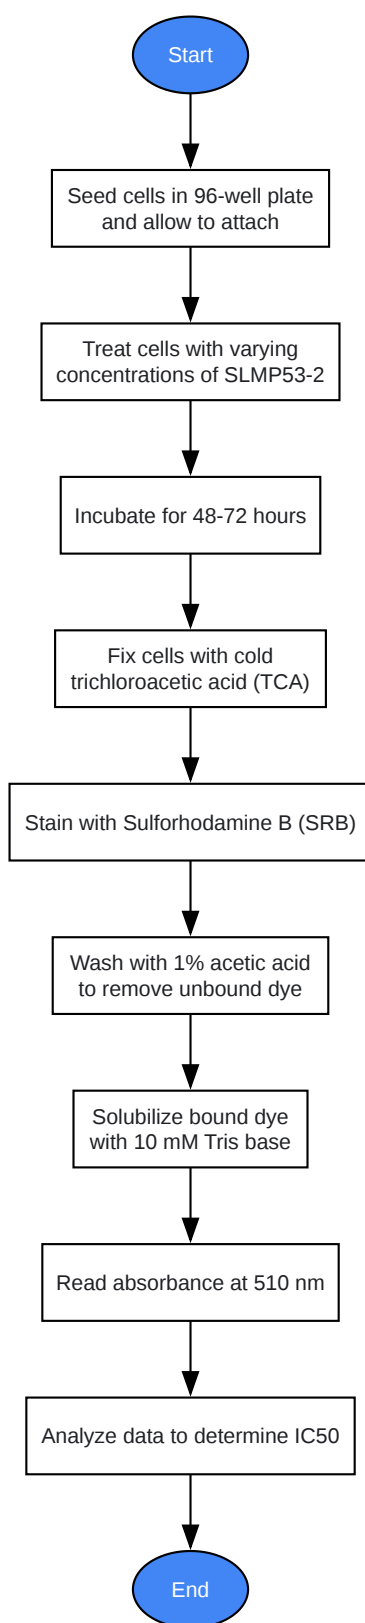 Start
Seed cells in 96-well plate
and allow to attach
Treat cells with varying
concentrations of SLMP53-2
Incubate for 48-72 hours
Fix cells with cold
trichloroacetic acid (TCA)
Stain with Sulforhodamine B (SRB)
Wash with 1% acetic acid
to remove unbound dye
Solubilize bound dye
with 10 mM Tris base
Read absorbance at 510 nm
Analyze data to determine IC50
End